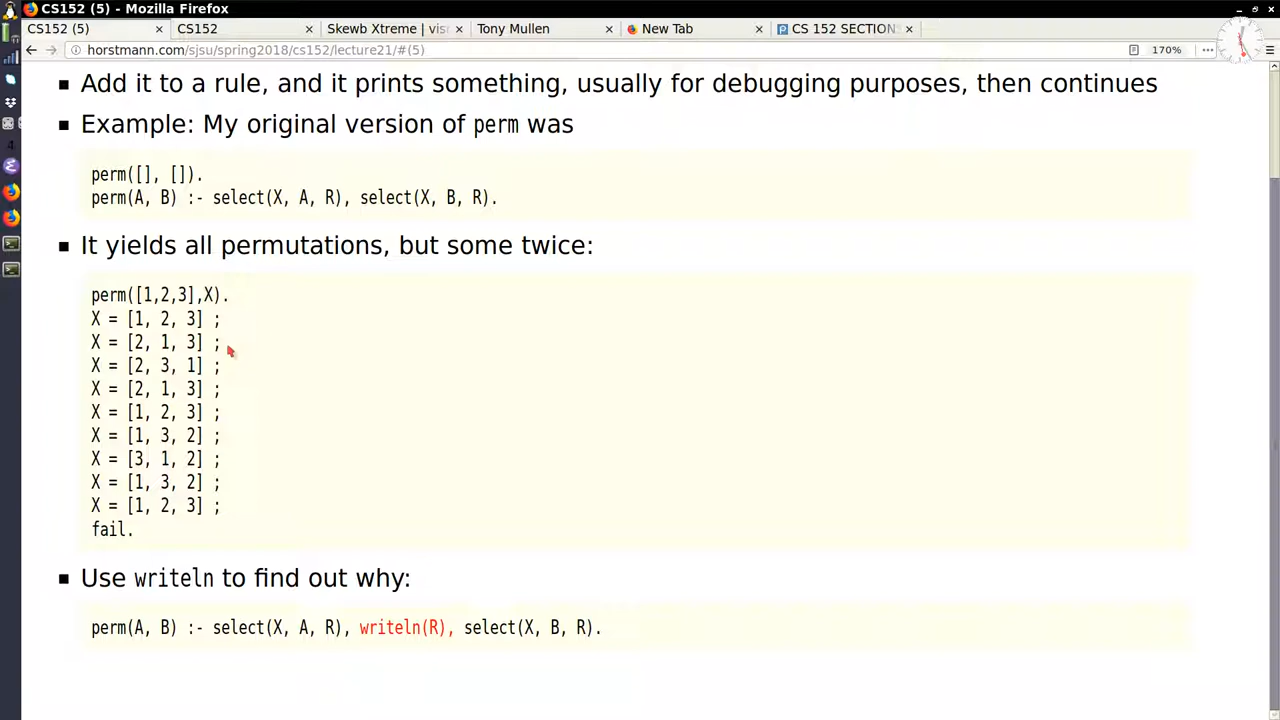 CS152 (5) - Mozilla Firefox
CS152 (5) × CS152 × Skewb Xtreme | vis × Tony Mullen × New Tab × CS 152 SECTION ×
horstmann.com/sjsu/spring2018/cs152/lecture21/#(5) 170%
Add it to a rule, and it prints something, usually for debugging purposes, then continues
Example: My original version of perm was
perm([], []).
perm(A, B) :- select(X, A, R), select(X, B, R).
It yields all permutations, but some twice:
perm([1,2,3],X).
X = [1, 2, 3] ;
X = [2, 1, 3] ;
X = [2, 3, 1] ;
X = [2, 1, 3] ;
X = [1, 2, 3] ;
X = [1, 3, 2] ;
X = [3, 1, 2] ;
X = [1, 3, 2] ;
X = [1, 2, 3] ;
fail.
Use writeln to find out why:
perm(A, B) :- select(X, A, R), writeln(R), select(X, B, R).